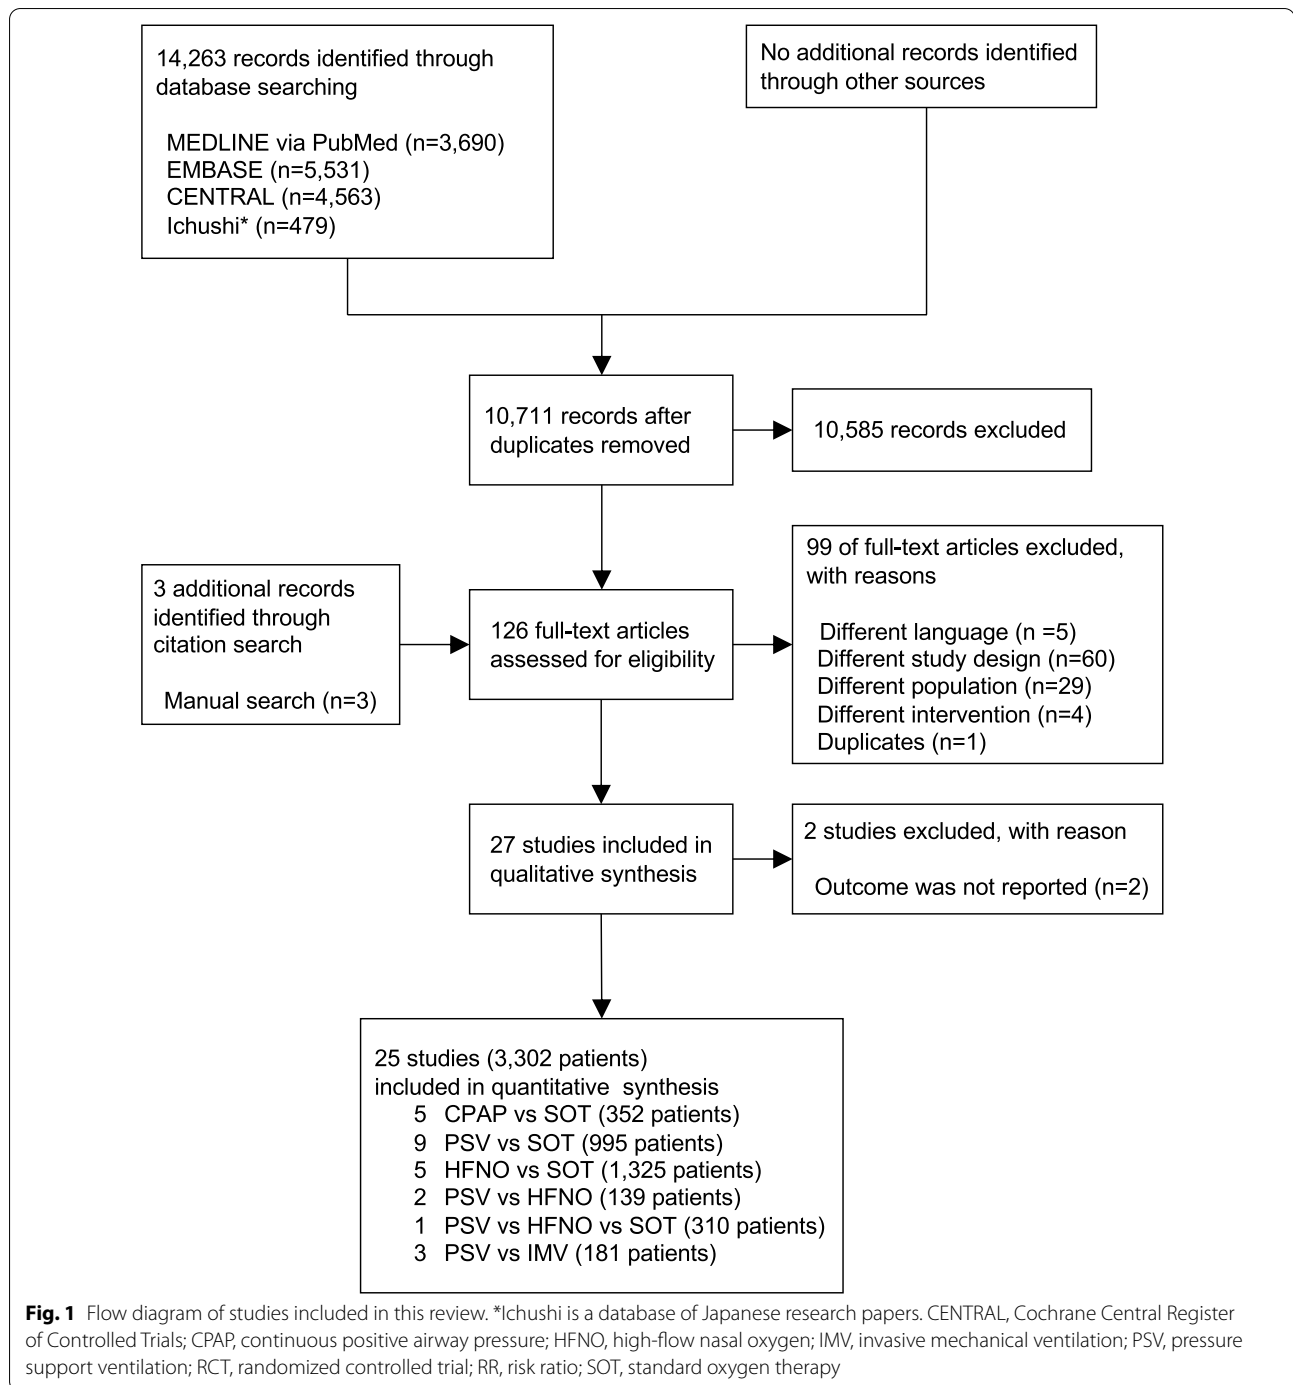 14,263 records identified through
database searching
MEDLINE via PubMed (n=3,690)
EMBASE (n=5,531)
CENTRAL (n=4,563)
Ichushi* (n=479)
No additional records identified
through other sources
10,711 records after
duplicates removed
10,585 records excluded
3 additional records
identified through
citation search
Manual search (n=3)
126 full-text articles
assessed for eligibility
99 of full-text articles excluded,
with reasons
Different language (n =5)
Different study design (n=60)
Different population (n=29)
Different intervention (n=4)
Duplicates (n=1)
27 studies included in
qualitative synthesis
2 studies excluded, with reason
Outcome was not reported (n=2)
25 studies (3,302 patients)
included in quantitative synthesis
5 CPAP vs SOT (352 patients)
9 PSV vs SOT (995 patients)
5 HFNO vs SOT (1,325 patients)
2 PSV vs HFNO (139 patients)
1 PSV vs HFNO vs SOT (310 patients)
3 PSV vs IMV (181 patients)
Fig. 1 Flow diagram of studies included in this review. *Ichushi is a database of Japanese research papers. CENTRAL, Cochrane Central Register
of Controlled Trials; CPAP, continuous positive airway pressure; HFNO, high-flow nasal oxygen; IMV, invasive mechanical ventilation; PSV, pressure
support ventilation; RCT, randomized controlled trial; RR, risk ratio; SOT, standard oxygen therapy